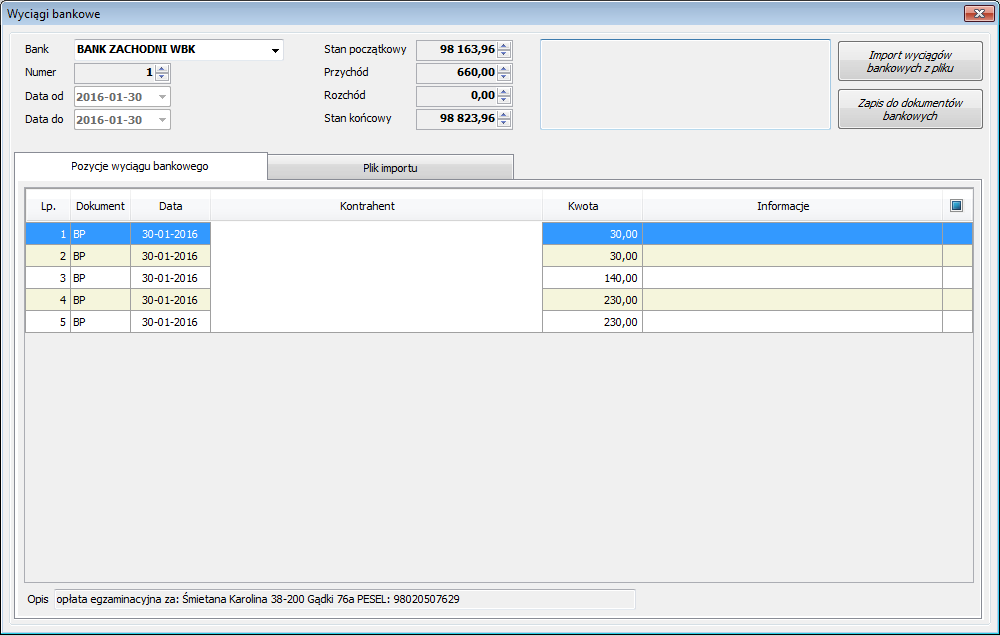 Wyciągi bankowe
Bank BANK ZACHODNI WBK
Numer 1
Data od 2016-01-30
Data do 2016-01-30
Stan początkowy 98 163,96
Przychód 660,00
Rozchód 0,00
Stan końcowy 98 823,96
Import wyciągów
bankowych z pliku
Zapis do dokumentów
bankowych
Pozycje wyciągu bankowego Plik importu
Lp. Dokument Data Kontrahent Kwota Informacje
1 BP 30-01-2016 30,00
2 BP 30-01-2016 30,00
3 BP 30-01-2016 140,00
4 BP 30-01-2016 230,00
5 BP 30-01-2016 230,00
Opis opłata egzaminacyjna za: Śmietana Karolina 38-200 Gądki 76a PESEL: 98020507629